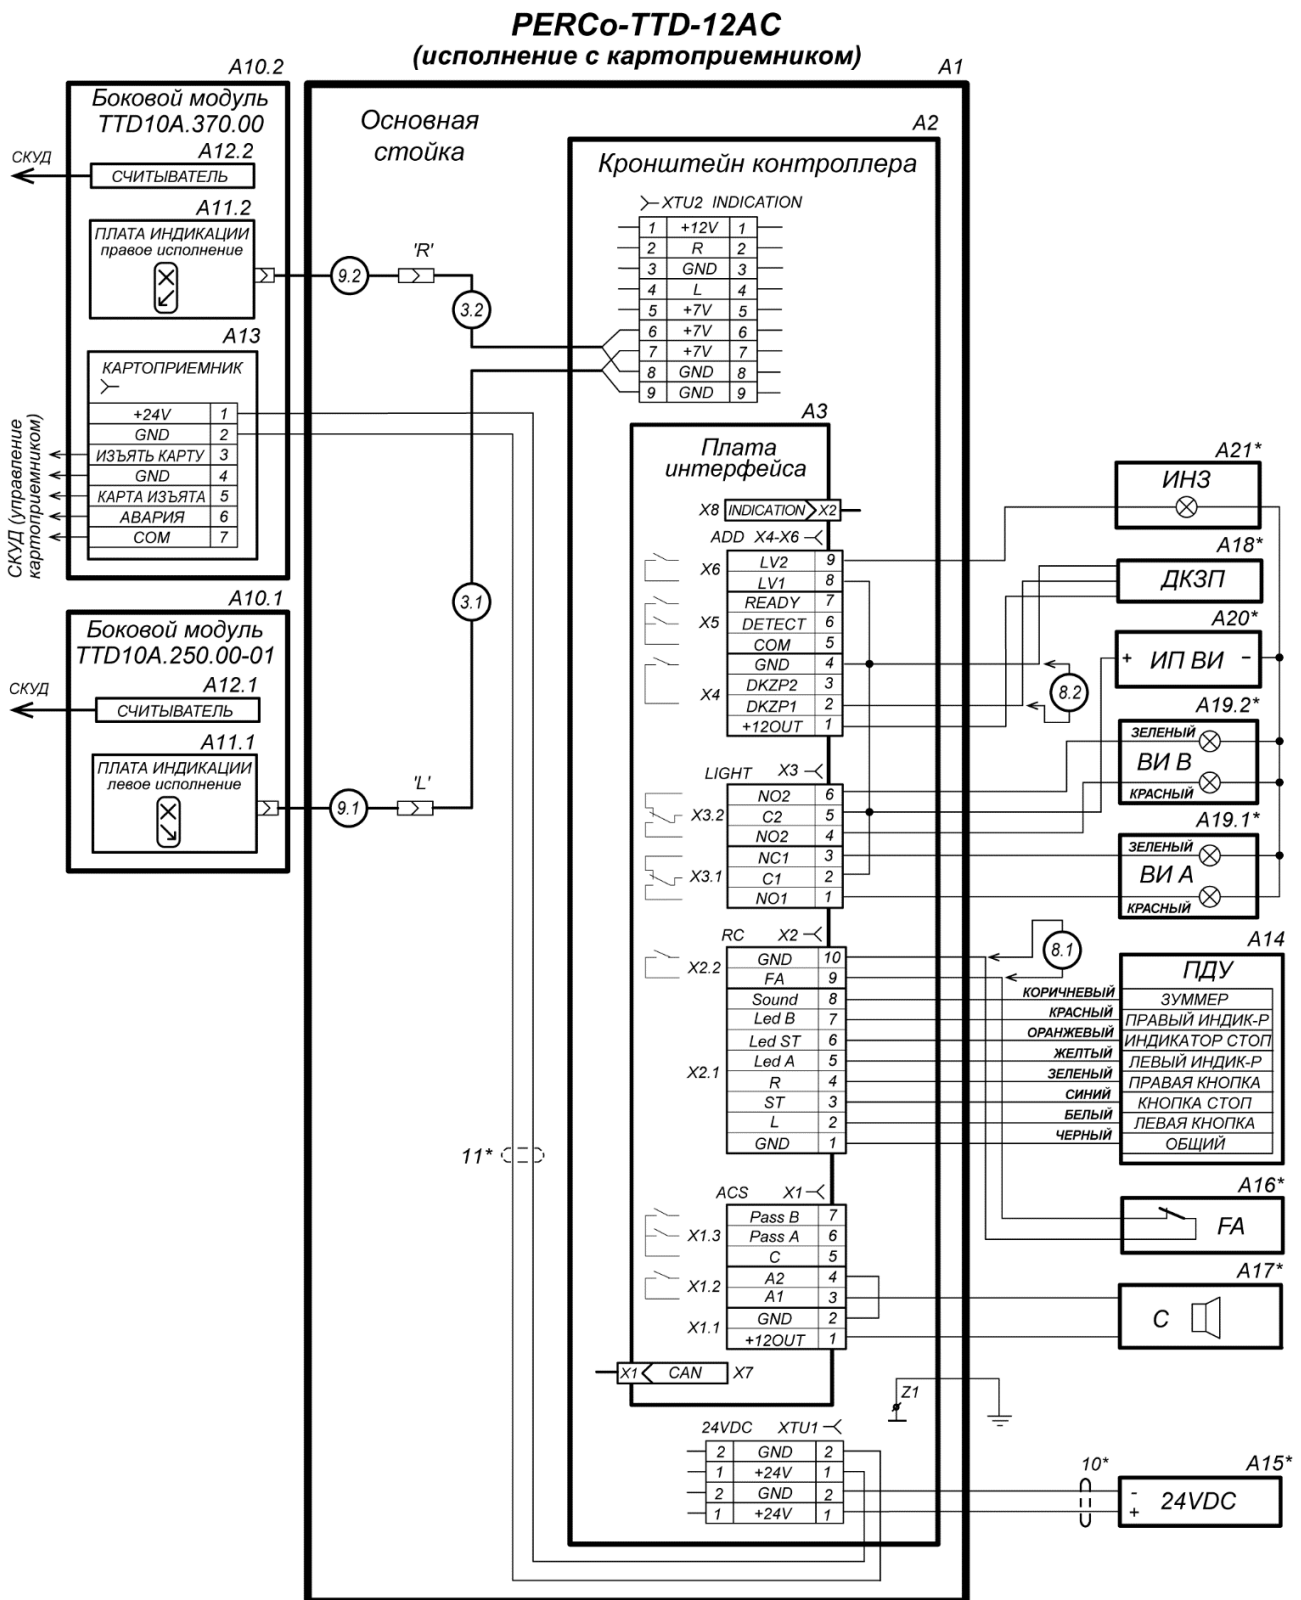 PERCo-TTD-12AC
(исполнение с картоприемником)
A10.2
A1
Боковой модуль
TTD10A.370.00
A12.2
СКУД
СЧИТЫВАТЕЛЬ
A11.2
ПЛАТА ИНДИКАЦИИ
правое исполнение
9.2
'R'
3.2
A13
КАРТОПРИЕМНИК
+24V 1
GND 2
ИЗЪЯТЬ КАРТУ 3
GND 4
КАРТА ИЗЪЯТА 5
АВАРИЯ 6
COM 7
СКУД (управление
картоприемником)
A10.1
Боковой модуль
TTD10A.250.00-01
A12.1
СКУД
СЧИТЫВАТЕЛЬ
A11.1
ПЛАТА ИНДИКАЦИИ
левое исполнение
9.1
'L'
3.1
11*
Основная
стойка
A2
Кронштейн контроллера
XTU2 INDICATION
1 +12V 1
2 R 2
3 GND 3
4 L 4
5 +7V 5
6 +7V 6
7 +7V 7
8 GND 8
9 GND 9
A3
Плата
интерфейса
X8 INDICATION X2
ADD X4-X6
X6
LV2 9
LV1 8
X5
READY 7
DETECT 6
COM 5
X4
GND 4
DKZP2 3
DKZP1 2
+12OUT 1
LIGHT X3
X3.2
NO2 6
C2 5
NO2 4
X3.1
NC1 3
C1 2
NO1 1
RC X2
X2.2
GND 10
FA 9
X2.1
Sound 8
Led B 7
Led ST 6
Led A 5
R 4
ST 3
L 2
GND 1
ACS X1
X1.3
Pass B 7
Pass A 6
C 5
X1.2
A2 4
A1 3
X1.1
GND 2
+12OUT 1
X1 CAN X7
Z1
24VDC XTU1
2 GND 2
1 +24V 1
2 GND 2
1 +24V 1
A21*
ИНЗ
A18*
ДКЗП
A20*
+ ИП ВИ -
8.2
A19.2*
ЗЕЛЕНЫЙ
ВИ В
КРАСНЫЙ
A19.1*
ЗЕЛЕНЫЙ
ВИ А
КРАСНЫЙ
8.1
A14
ПДУ
КОРИЧНЕВЫЙ ЗУММЕР
КРАСНЫЙ ПРАВЫЙ ИНДИК-Р
ОРАНЖЕВЫЙ ИНДИКАТОР СТОП
ЖЕЛТЫЙ ЛЕВЫЙ ИНДИК-Р
ЗЕЛЕНЫЙ ПРАВАЯ КНОПКА
СИНИЙ КНОПКА СТОП
БЕЛЫЙ ЛЕВАЯ КНОПКА
ЧЕРНЫЙ ОБЩИЙ
A16*
FA
A17*
C
10*
A15*
- 24VDC
+